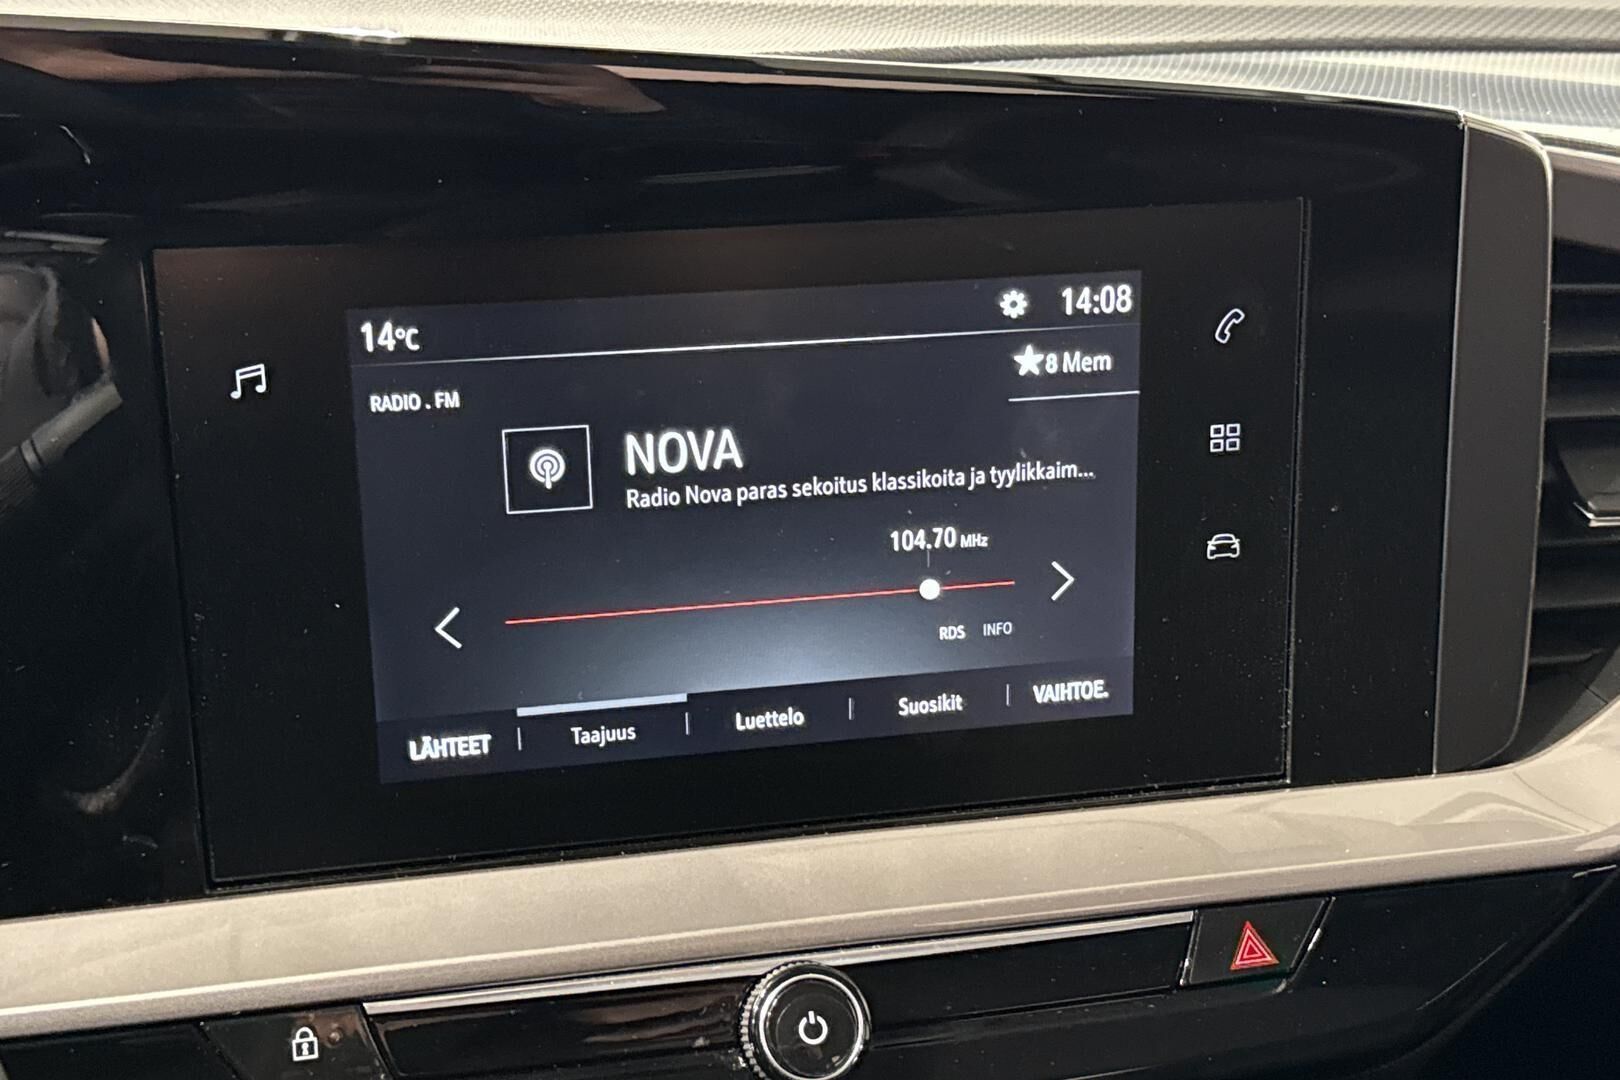 14°C
14:08
★8 Mem
RADIO . FM
NOVA
Radio Nova paras sekoitus klassikoita ja tyylikkaim...
104.70 MHz
RDS INFO
LÄHTEET | Taajuus | Luettelo | Suosikit | VAIHTOE.